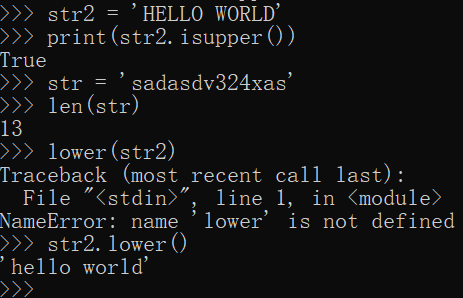 >>> str2 = 'HELLO WORLD'
>>> print(str2.isupper())
True
>>> str = 'sadasdv324xas'
>>> len(str)
13
>>> lower(str2)
Traceback (most recent call last):
  File "<stdin>", line 1, in <module>
NameError: name 'lower' is not defined
>>> str2.lower()
'hello world'
>>>